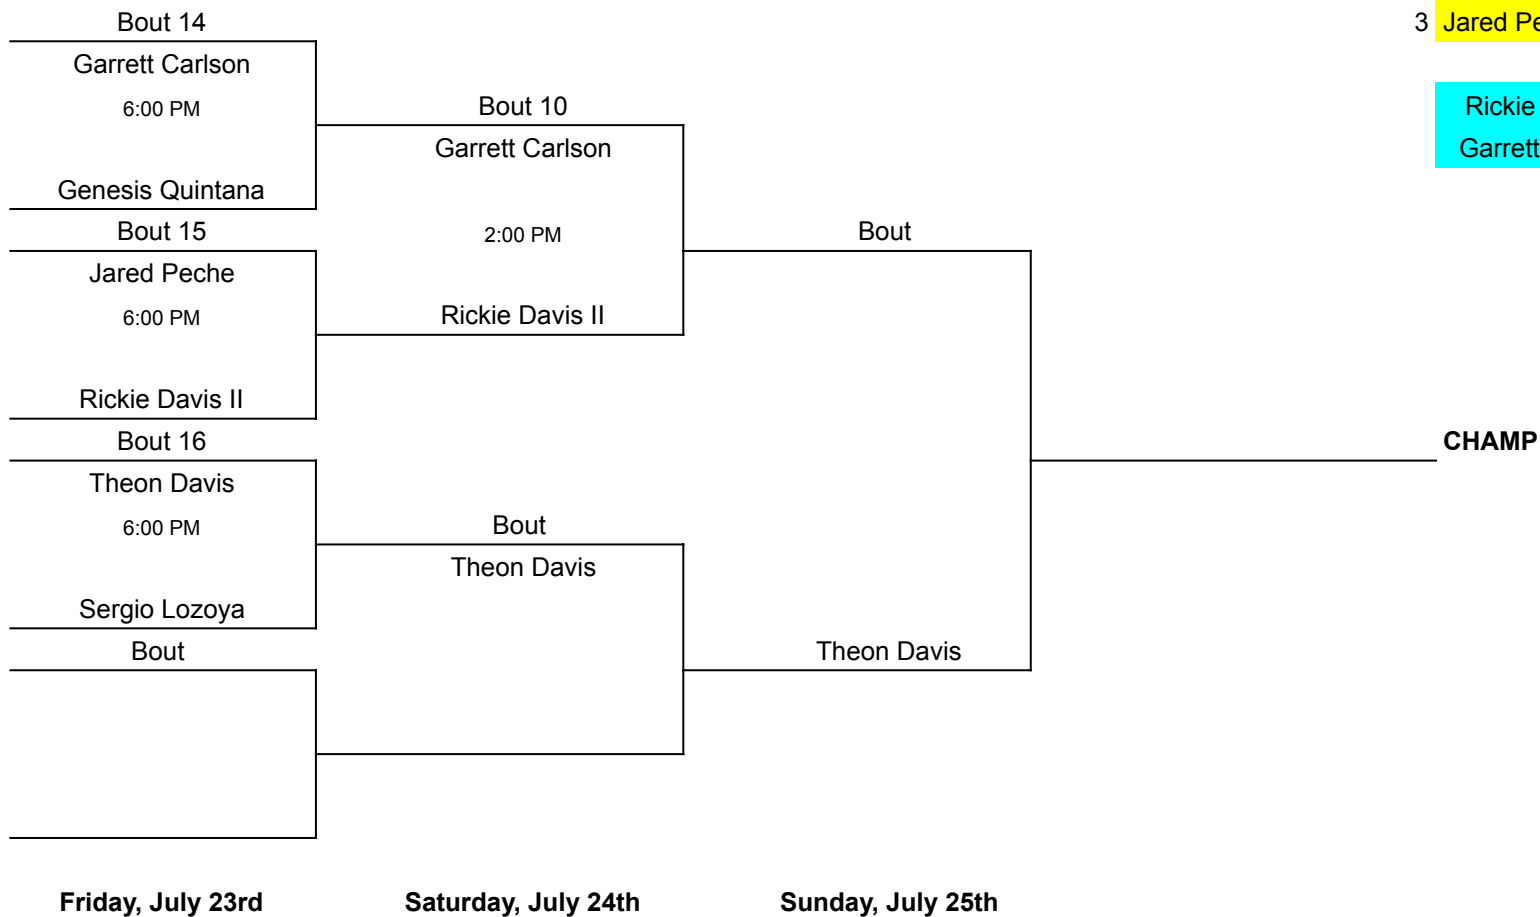 Bout 14
3 Jared
Garrett Carlson
6:00 PM
Bout 10
Rickie
Garrett Carlson
Garrett
Genesis Quintana
Bout 15
2:00 PM
Bout
Jared Peche
6:00 PM
Rickie Davis II
Rickie Davis II
Bout 16
CHAMP
Theon Davis
6:00 PM
Bout
Theon Davis
Sergio Lozoya
Bout
Theon Davis
Friday, July 23rd
Saturday, July 24th
Sunday, July 25th